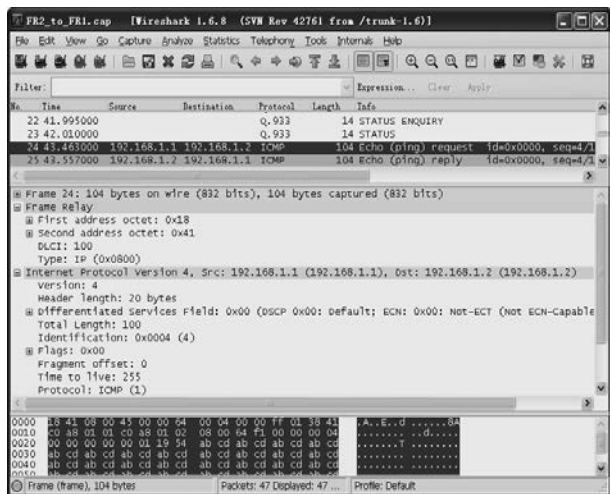 FR2_to_FR1.cap [Wireshark 1.6.8 (SVN Rev 42761 from /trunk-1.6)]
File Edit View Go Capture Analyze Statistics Telephony Tools Internals Help
Filter: Expression... Clear Apply
No. Time Source Destination Protocol Length Info
22 41.995000 Q.933 14 STATUS ENQUIRY
23 42.010000 Q.933 14 STATUS
24 43.463000 192.168.1.1 192.168.1.2 ICMP 104 Echo (ping) request id=0x0000, seq=4/1
25 43.557000 192.168.1.2 192.168.1.1 ICMP 104 Echo (ping) reply id=0x0000, seq=4/1
Frame 24: 104 bytes on wire (832 bits), 104 bytes captured (832 bits)
Frame Relay
First address octet: 0x18
Second address octet: 0x41
DLCI: 100
Type: IP (0x0800)
Internet Protocol Version 4, Src: 192.168.1.1 (192.168.1.1), Dst: 192.168.1.2 (192.168.1.2)
Version: 4
Header length: 20 bytes
Differentiated Services Field: 0x00 (DSCP 0x00: Default; ECN: 0x00: Not-ECT (Not ECN-Capable
Total Length: 100
Identification: 0x0004 (4)
Flags: 0x00
Fragment offset: 0
Time to live: 255
Protocol: ICMP (1)
0000 18 41 08 00 45 00 00 64 00 04 00 00 ff 01 38 41 .A..E..d ......8A
0010 c0 a8 01 01 c0 a8 01 02 08 00 64 f1 00 00 00 04 ........ ..d.....
0020 00 00 00 00 00 01 19 54 ab cd ab cd ab cd ab cd .......T ........
0030 ab cd ab cd ab cd ab cd ab cd ab cd ab cd ab cd ........ ........
0040 ab cd ab cd ab cd ab cd ab cd ab cd ab cd ab cd ........ ........
Frame (frame), 104 bytes Packets: 47 Displayed: 47 ... Profile: Default